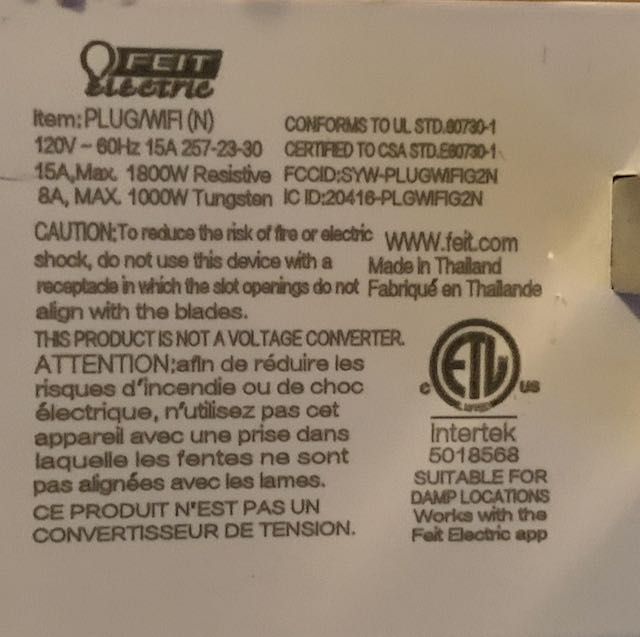 FEIT
electric
Item: PLUG/WIFI (N)
120V ~ 60Hz 15A 257-23-30
15A,Max. 1800W Resistive
8A, MAX. 1000W Tungsten
CONFORMS TO UL STD.60730-1
CERTIFIED TO CSA STD.E60730-1
FCCID:SYW-PLUGWIFIG2N
IC ID:20416-PLGWIFIG2N
CAUTION:To reduce the risk of fire or electric
shock, do not use this device with a
receptacle in which the slot openings do not
align with the blades.
THIS PRODUCT IS NOT A VOLTAGE CONVERTER.
WWW.feit.com
Made in Thailand
Fabriqué en Thaïlande
ATTENTION:afin de réduire les
risques d'incendie ou de choc
électrique, n'utilisez pas cet
appareil avec une prise dans
laquelle les fentes ne sont
pas alignées avec les lames.
CE PRODUIT N'EST PAS UN
CONVERTISSEUR DE TENSION.
c ETL us
Intertek
5018568
SUITABLE FOR
DAMP LOCATIONS
Works with the
Feit Electric app